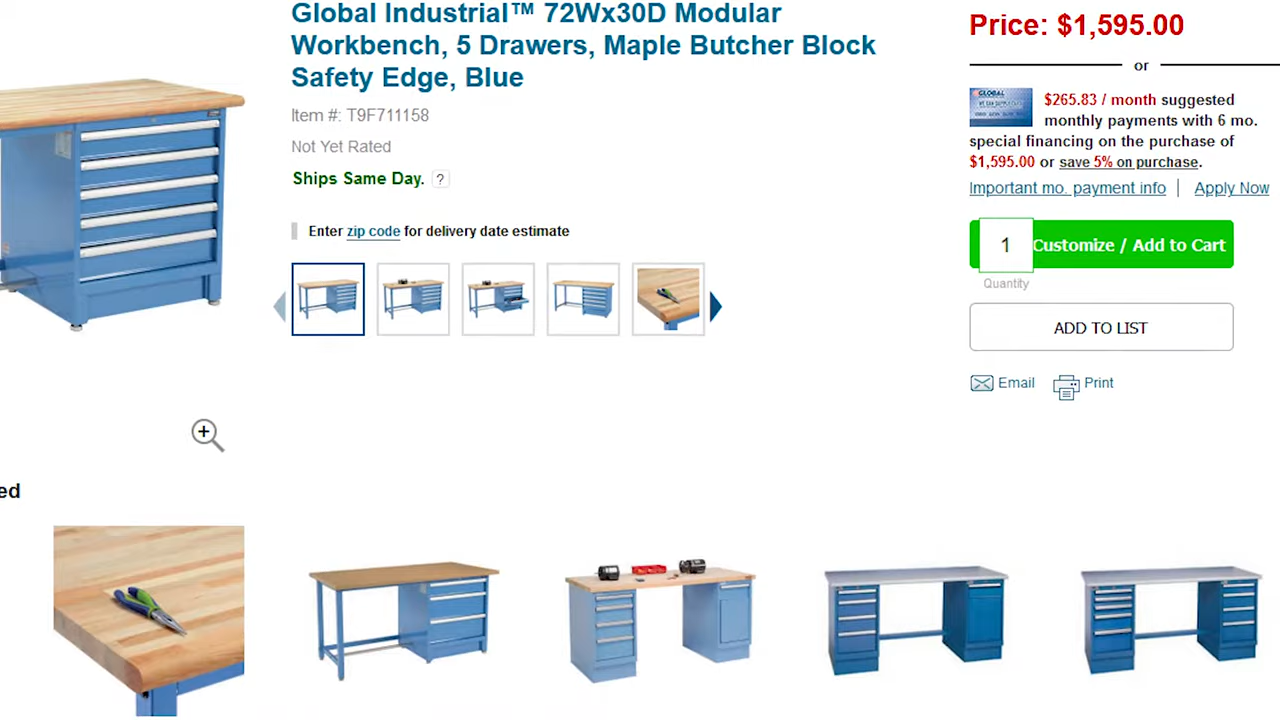 Global Industrial™ 72Wx30D Modular
Workbench, 5 Drawers, Maple Butcher Block
Safety Edge, Blue
Item #: T9F711158
Not Yet Rated
Ships Same Day. ?
Enter zip code for delivery date estimate
Price: $1,595.00
or
GLOBAL
$265.83 / month suggested
monthly payments with 6 mo.
special financing on the purchase of
$1,595.00 or save 5% on purchase.
Important mo. payment info | Apply Now
1 Customize / Add to Cart
Quantity
ADD TO LIST
Email Print
ed